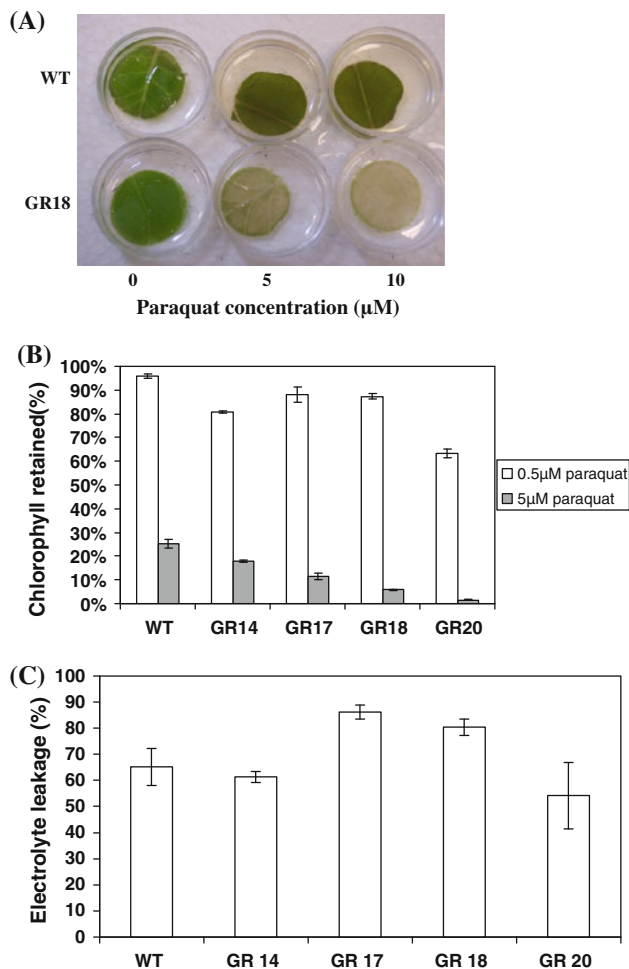 (A)
WT
GR18
0 5 10
Paraquat concentration (µM)
(B)
Chlorophyll retained(%)
100%
90%
80%
70%
60%
50%
40%
30%
20%
10%
0%
WT GR14 GR17 GR18 GR20
0.5µM paraquat
5µM paraquat
(C)
Electrolyte leakage (%)
100
90
80
70
60
50
40
30
20
10
0
WT GR 14 GR 17 GR 18 GR 20